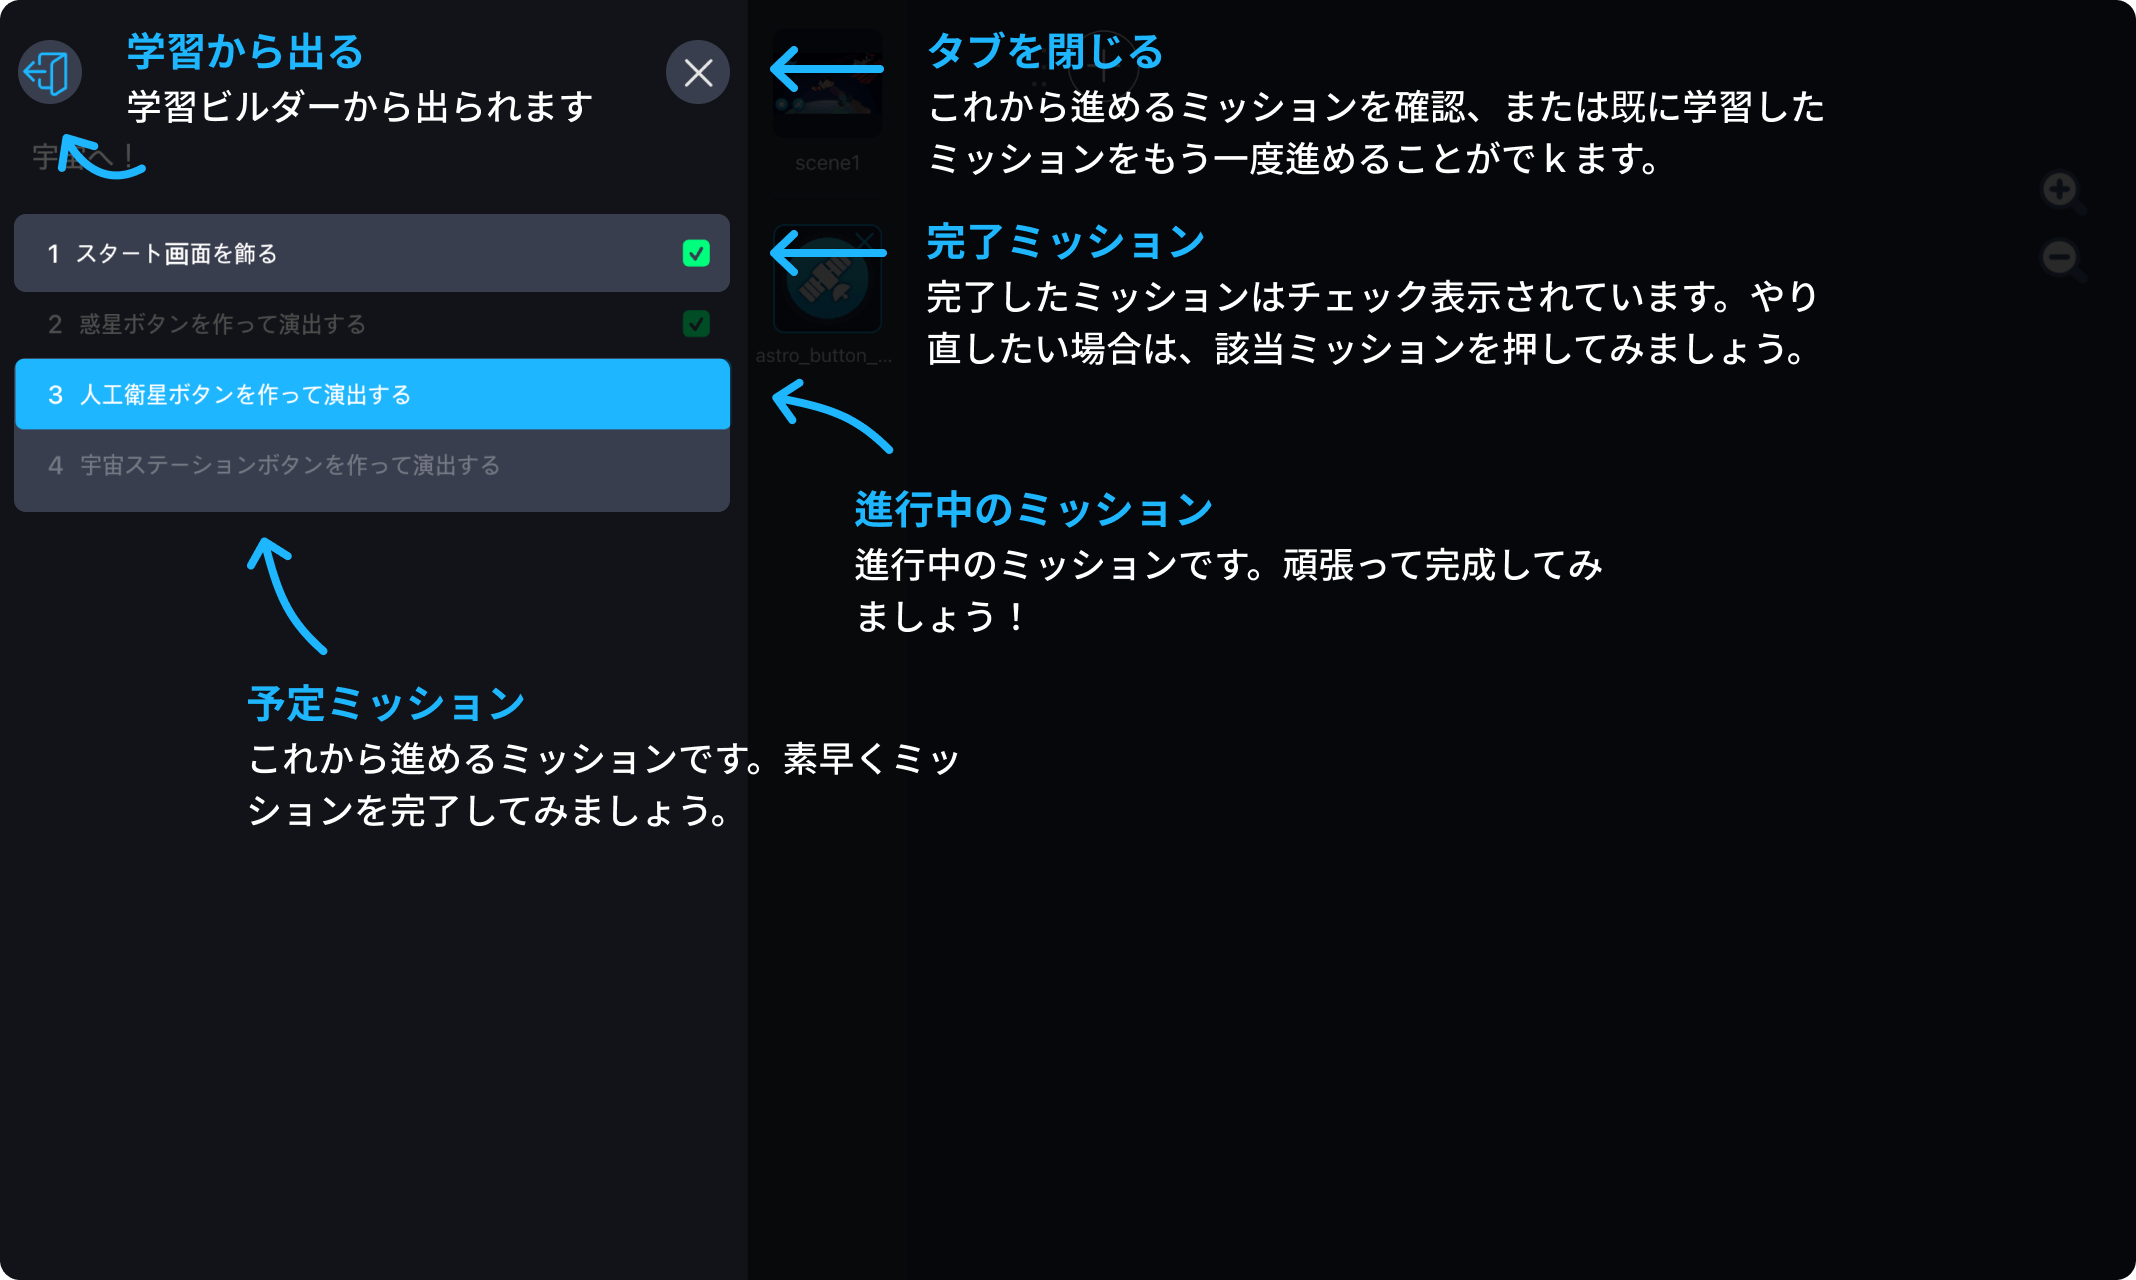 学習から出る
学習ビルダーから出られます
宇宙へ！
1 スタート画面を飾る
2 惑星ボタンを作って演出する
3 人工衛星ボタンを作って演出する
4 宇宙ステーションボタンを作って演出する
予定ミッション
これから進めるミッションです。素早くミッ
ションを完了してみましょう。
scene1
astro_button_...
タブを閉じる
これから進めるミッションを確認、または既に学習した
ミッションをもう一度進めることがでｋます。
完了ミッション
完了したミッションはチェック表示されています。やり
直したい場合は、該当ミッションを押してみましょう。
進行中のミッション
進行中のミッションです。頑張って完成してみ
ましょう！